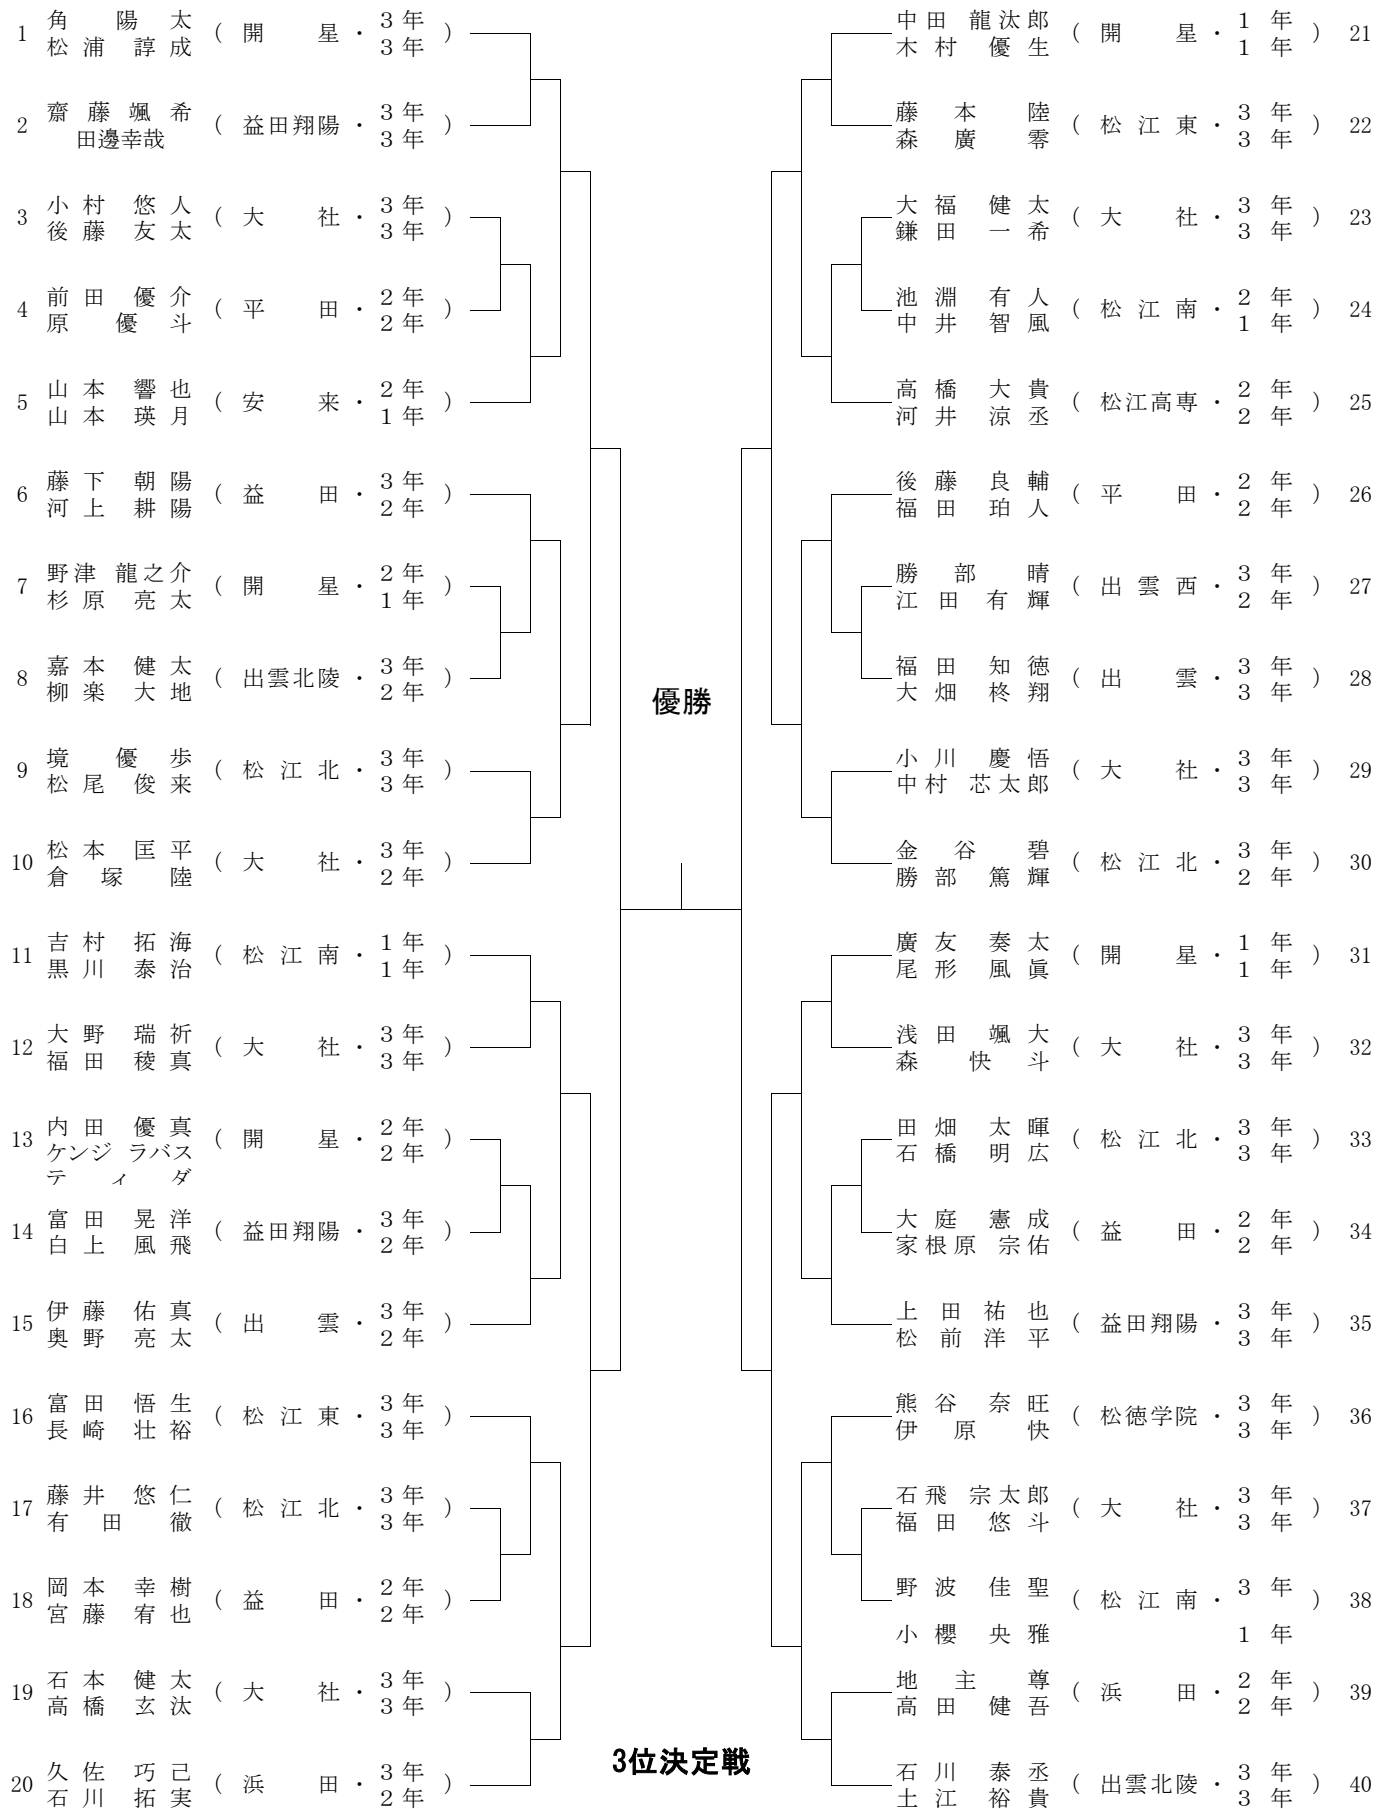 1 角陽太 松浦諄成 （開星・3年 3年）
2 齋藤颯希 田邊幸哉 （益田翔陽・3年 3年）
3 小村悠人 後藤友太 （大社・3年 3年）
4 前田優介 原優斗 （平田・2年 2年）
5 山本響也 山本瑛月 （安来・2年 1年）
6 藤下朝陽 河上耕陽 （益田・3年 2年）
7 野津龍之介 杉原亮太 （開星・2年 1年）
8 嘉本健太 柳楽大地 （出雲北陵・3年 2年）
9 境優歩 松尾俊来 （松江北・3年 3年）
10 松本匡平 倉塚陸 （大社・3年 2年）
11 吉村拓海 黒川泰治 （松江南・1年 1年）
12 大野瑞祈 福田稜真 （大社・3年 3年）
13 内田優真 ケンジ ラバスティダ （開星・2年 2年）
14 富田晃洋 白上風飛 （益田翔陽・3年 2年）
15 伊藤佑真 奥野亮太 （出雲・3年 2年）
16 富田悟生 長崎壮裕 （松江東・3年 3年）
17 藤井悠仁 有田徹 （松江北・3年 3年）
18 岡本幸樹 宮藤宥也 （益田・2年 2年）
19 石本健太 高橋玄汰 （大社・3年 3年）
20 久佐巧己 石川拓実 （浜田・3年 2年）
優勝
3位決定戦
中田龍汰郎 木村優生 （開星・1年 1年） 21
藤本陸 森廣零 （松江東・3年 3年） 22
大福健太 鎌田一希 （大社・3年 3年） 23
池淵有人 中井智風 （松江南・2年 1年） 24
高橋大貴 河井涼丞 （松江高専・2年 2年） 25
後藤良輔 福田珀人 （平田・2年 2年） 26
勝部晴 江田有輝 （出雲西・3年 2年） 27
福田知徳 大畑柊翔 （出雲・3年 3年） 28
小川慶悟 中村芯太郎 （大社・3年 3年） 29
金谷碧 勝部篤輝 （松江北・3年 2年） 30
廣友奏太 尾形風眞 （開星・1年 1年） 31
浅田颯大 森快斗 （大社・3年 3年） 32
田畑太暉 石橋明広 （松江北・3年 3年） 33
大庭憲成 家根原宗佑 （益田・2年 2年） 34
上田祐也 松前洋平 （益田翔陽・3年 3年） 35
熊谷奈旺 伊原快 （松徳学院・3年 3年） 36
石飛宗太郎 福田悠斗 （大社・3年 3年） 37
野波佳聖 小櫻央雅 （松江南・3年 1年） 38
地主尊 高田健吾 （浜田・2年 2年） 39
石川泰丞 土江裕貴 （出雲北陵・3年 3年） 40